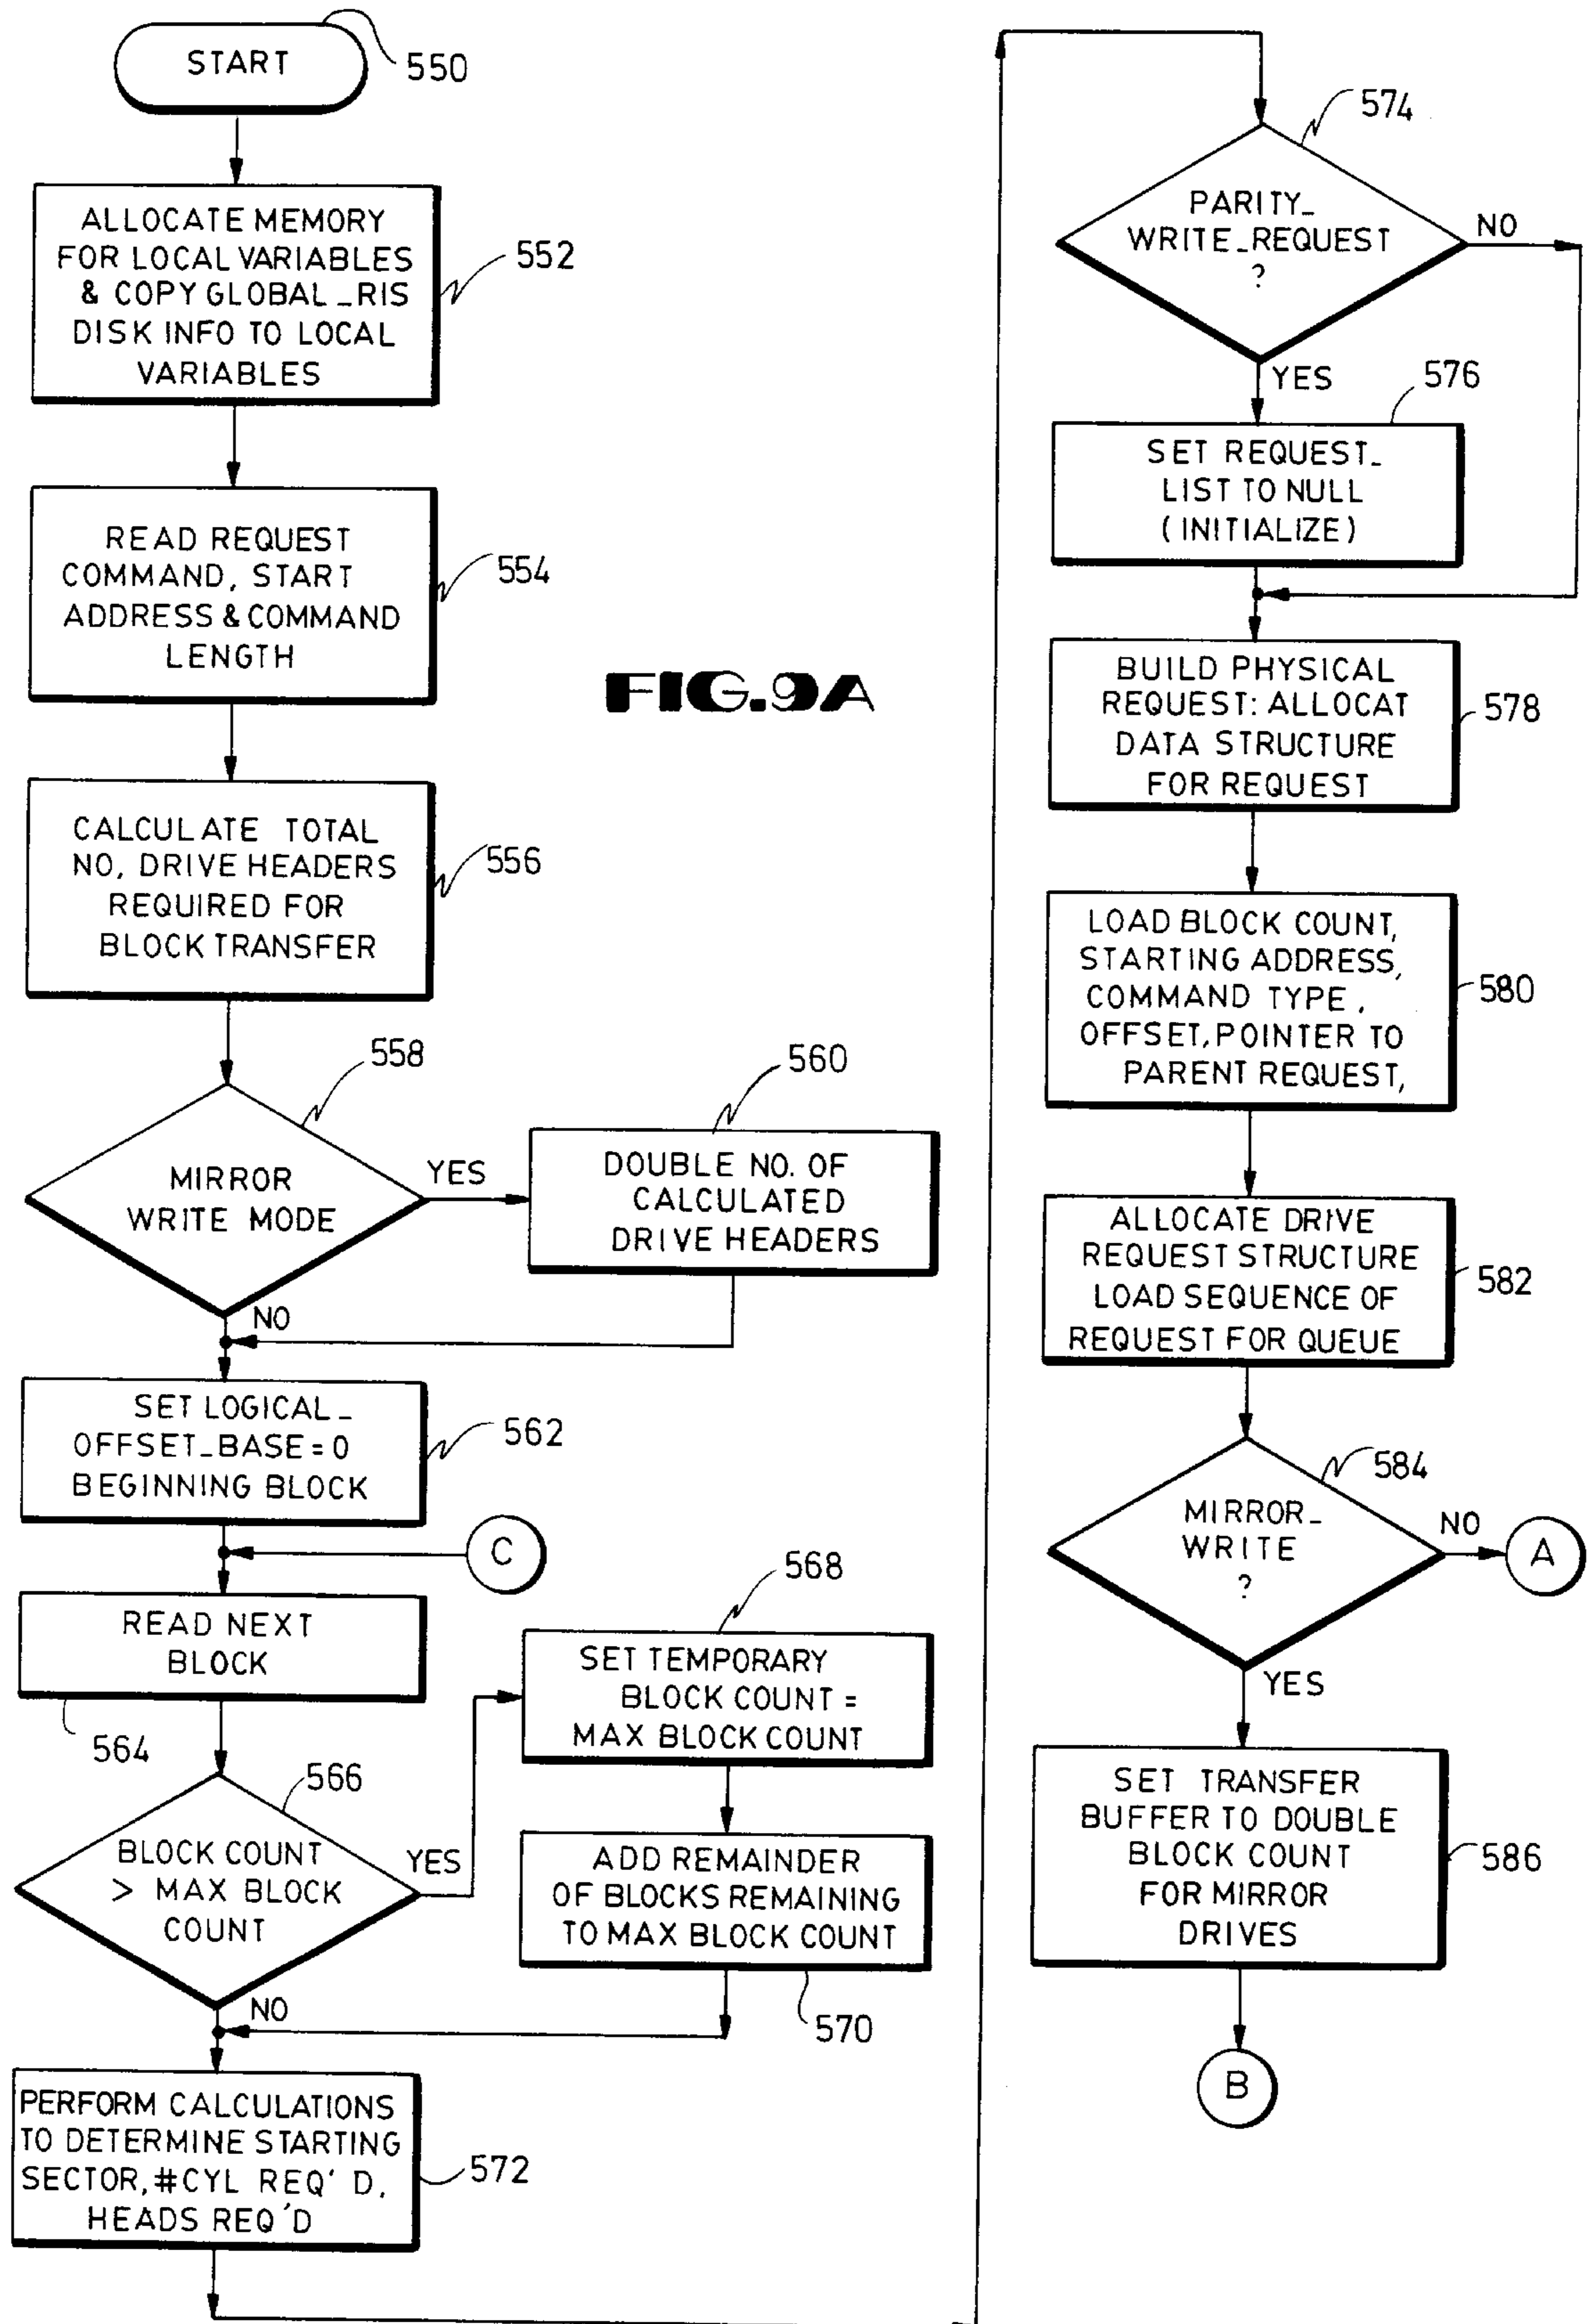 START
550
ALLOCATE MEMORY
FOR LOCAL VARIABLES
& COPY GLOBAL_RIS
DISK INFO TO LOCAL
VARIABLES
552
READ REQUEST
COMMAND, START
ADDRESS & COMMAND
LENGTH
554
FIG.9A
CALCULATE TOTAL
NO, DRIVE HEADERS
REQUIRED FOR
BLOCK TRANSFER
556
558
MIRROR
WRITE MODE
YES
NO
560
DOUBLE NO. OF
CALCULATED
DRIVE HEADERS
SET LOGICAL_
OFFSET_BASE=0
BEGINNING BLOCK
562
C
READ NEXT
BLOCK
564
566
BLOCK COUNT
> MAX BLOCK
COUNT
YES
NO
568
SET TEMPORARY
BLOCK COUNT =
MAX BLOCK COUNT
ADD REMAINDER
OF BLOCKS REMAINING
TO MAX BLOCK COUNT
570
PERFORM CALCULATIONS
TO DETERMINE STARTING
SECTOR, #CYL REQ'D,
HEADS REQ'D
572
574
PARITY_
WRITE_REQUEST
?
NO
YES
576
SET REQUEST_
LIST TO NULL
(INITIALIZE)
BUILD PHYSICAL
REQUEST: ALLOCAT
DATA STRUCTURE
FOR REQUEST
578
LOAD BLOCK COUNT,
STARTING ADDRESS,
COMMAND TYPE,
OFFSET, POINTER TO
PARENT REQUEST,
580
ALLOCATE DRIVE
REQUEST STRUCTURE
LOAD SEQUENCE OF
REQUEST FOR QUEUE
582
584
MIRROR_
WRITE
?
NO
A
YES
SET TRANSFER
BUFFER TO DOUBLE
BLOCK COUNT
FOR MIRROR
DRIVES
586
B